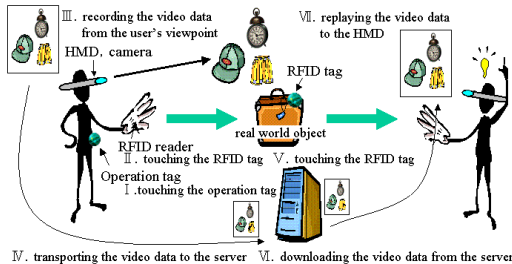 Ⅲ. recording the video data
from the user's viewpoint
HMD, camera
Ⅶ. replaying the video data
to the HMD
RFID tag
real world object
RFID reader
Ⅱ. touching the RFID tag
Ⅴ. touching the RFID tag
Operation tag
Ⅰ.touching the operation tag
Ⅳ. transporting the video data to the server
Ⅵ. downloading the video data from the server